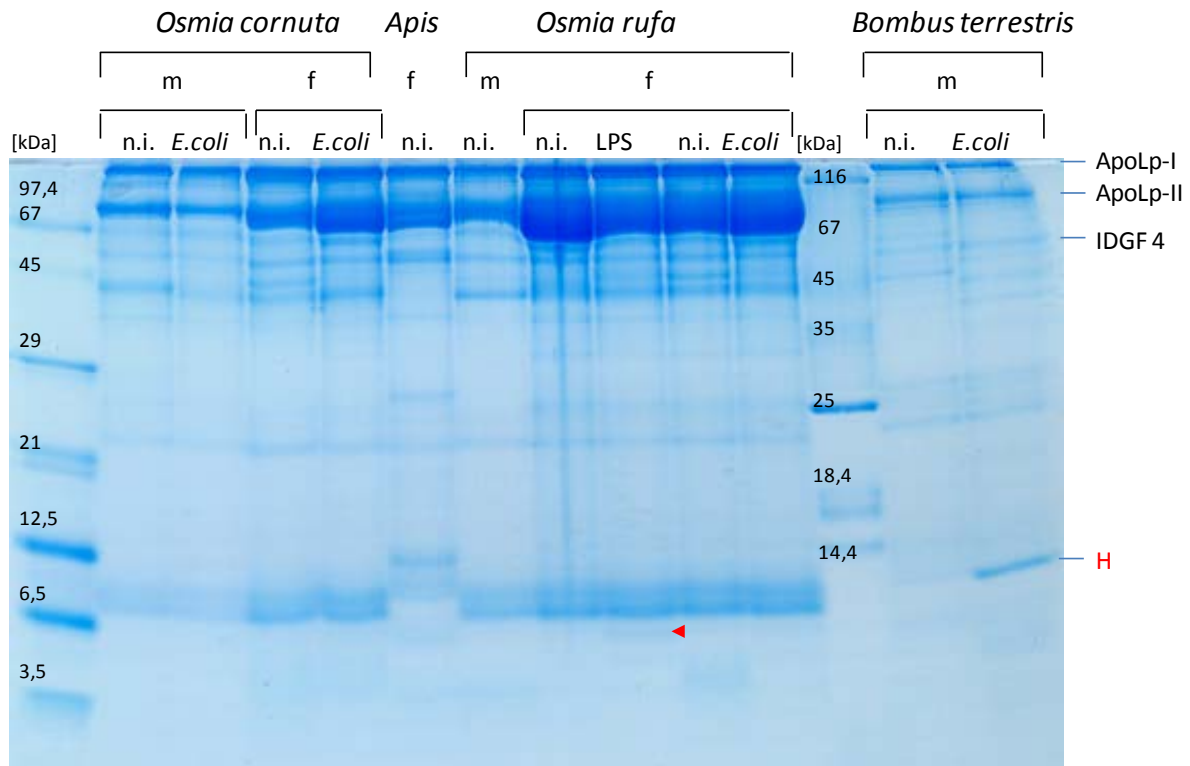 Osmia cornuta Apis Osmia rufa Bombus terrestris
m f f m f m
[kDa] n.i. E.coli n.i. E.coli n.i. n.i. n.i. LPS n.i. E.coli [kDa] n.i. E.coli
ApoLp-I
97,4 116 ApoLp-II
67 67 IDGF 4
45 45
29 35
25
21 18,4
12,5 14,4 H
6,5
3,5